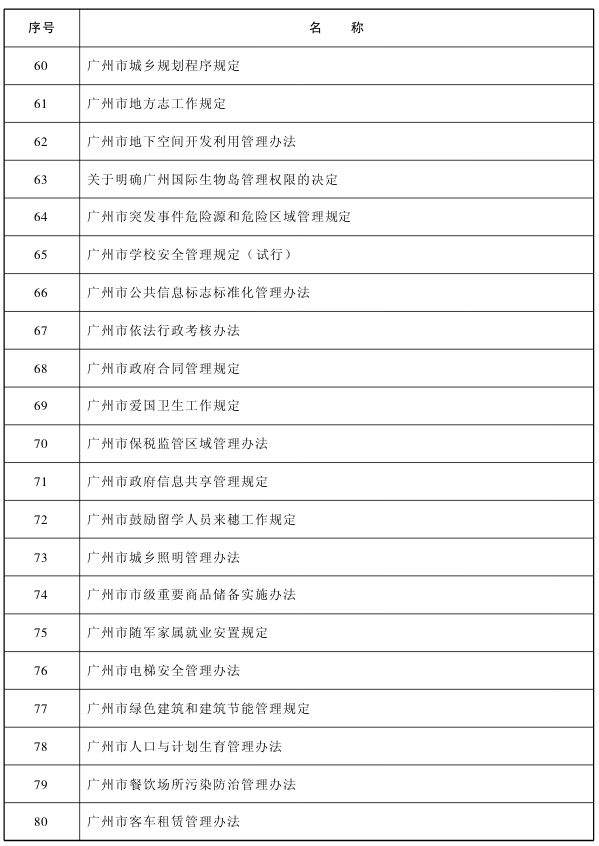 序号 名 称
60 广州市城乡规划程序规定
61 广州市地方志工作规定
62 广州市地下空间开发利用管理办法
63 关于明确广州国际生物岛管理权限的决定
64 广州市突发事件危险源和危险区域管理规定
65 广州市学校安全管理规定（试行）
66 广州市公共信息标志标准化管理办法
67 广州市依法行政考核办法
68 广州市政府合同管理规定
69 广州市爱国卫生工作规定
70 广州市保税监管区域管理办法
71 广州市政府信息共享管理规定
72 广州市鼓励留学人员来穗工作规定
73 广州市城乡照明管理办法
74 广州市市级重要商品储备实施办法
75 广州市随军家属就业安置规定
76 广州市电梯安全管理办法
77 广州市绿色建筑和建筑节能管理规定
78 广州市人口与计划生育管理办法
79 广州市餐饮场所污染防治管理办法
80 广州市客车租赁管理办法